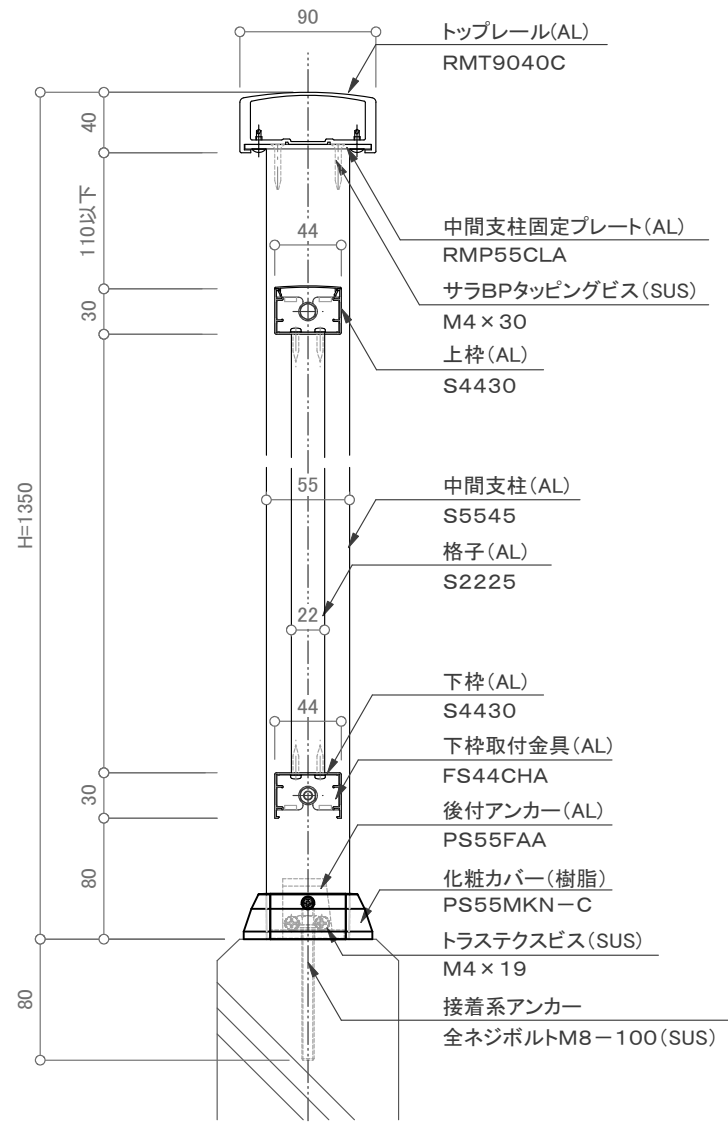 90
トップレール(AL)
RMT9040C
40
110以下
44
中間支柱固定プレート(AL)
RMP55CLA
サラBPタッピングビス(SUS)
M4×30
30
上枠(AL)
S4430
H=1350
55
中間支柱(AL)
S5545
格子(AL)
S2225
22
下枠(AL)
S4430
44
下枠取付金具(AL)
FS44CHA
30
後付アンカー(AL)
PS55FAA
80
化粧カバー(樹脂)
PS55MKN-C
トラステクスビス(SUS)
M4×19
80
接着系アンカー
全ネジボルトM8-100(SUS)